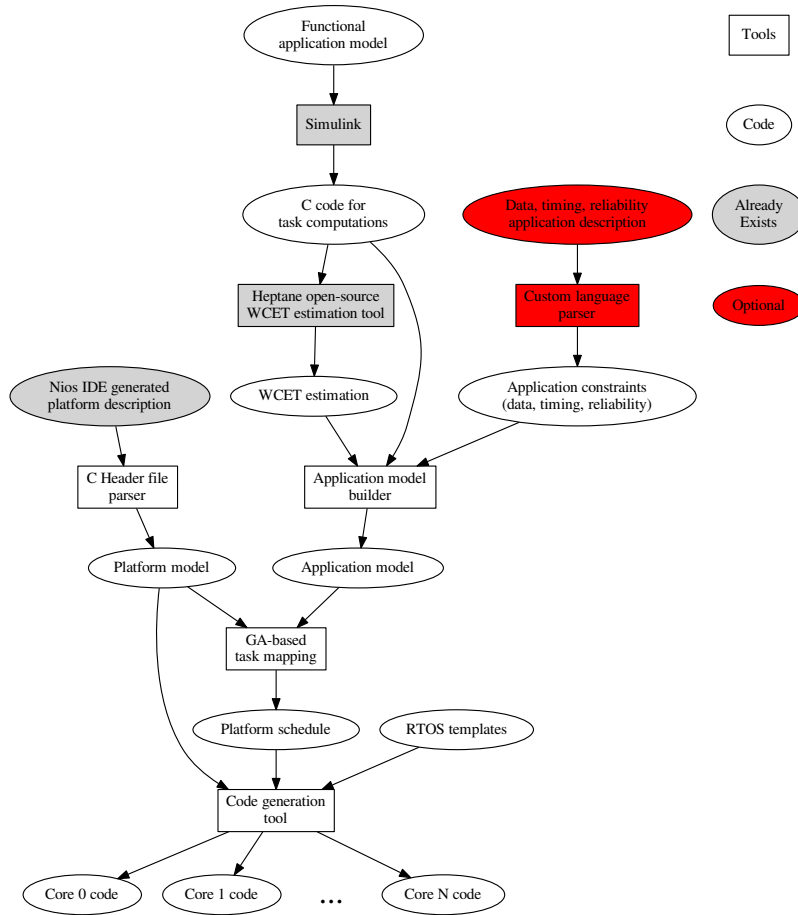 Functional
application model
Tools
Simulink
Code
C code for
task computations
Data, timing, reliability
application description
Already
Exists
Heptane open-source
WCET estimation tool
Custom language
parser
Optional
Nios IDE generated
platform description
WCET estimation
Application constraints
(data, timing, reliability)
C Header file
parser
Application model
builder
Platform model
Application model
GA-based
task mapping
Platform schedule
RTOS templates
Code generation
tool
Core 0 code
Core 1 code
...
Core N code